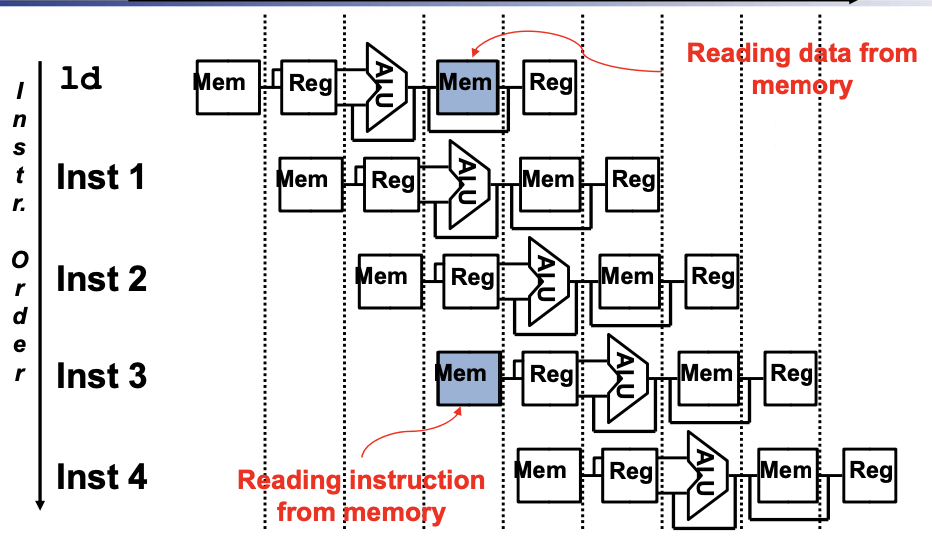 Reading data from
memory
Instr. Order
ld Mem Reg ALU Mem Reg
Inst 1 Mem Reg ALU Mem Reg
Inst 2 Mem Reg ALU Mem Reg
Inst 3 Mem Reg ALU Mem Reg
Inst 4 Mem Reg ALU Mem Reg
Reading instruction
from memory